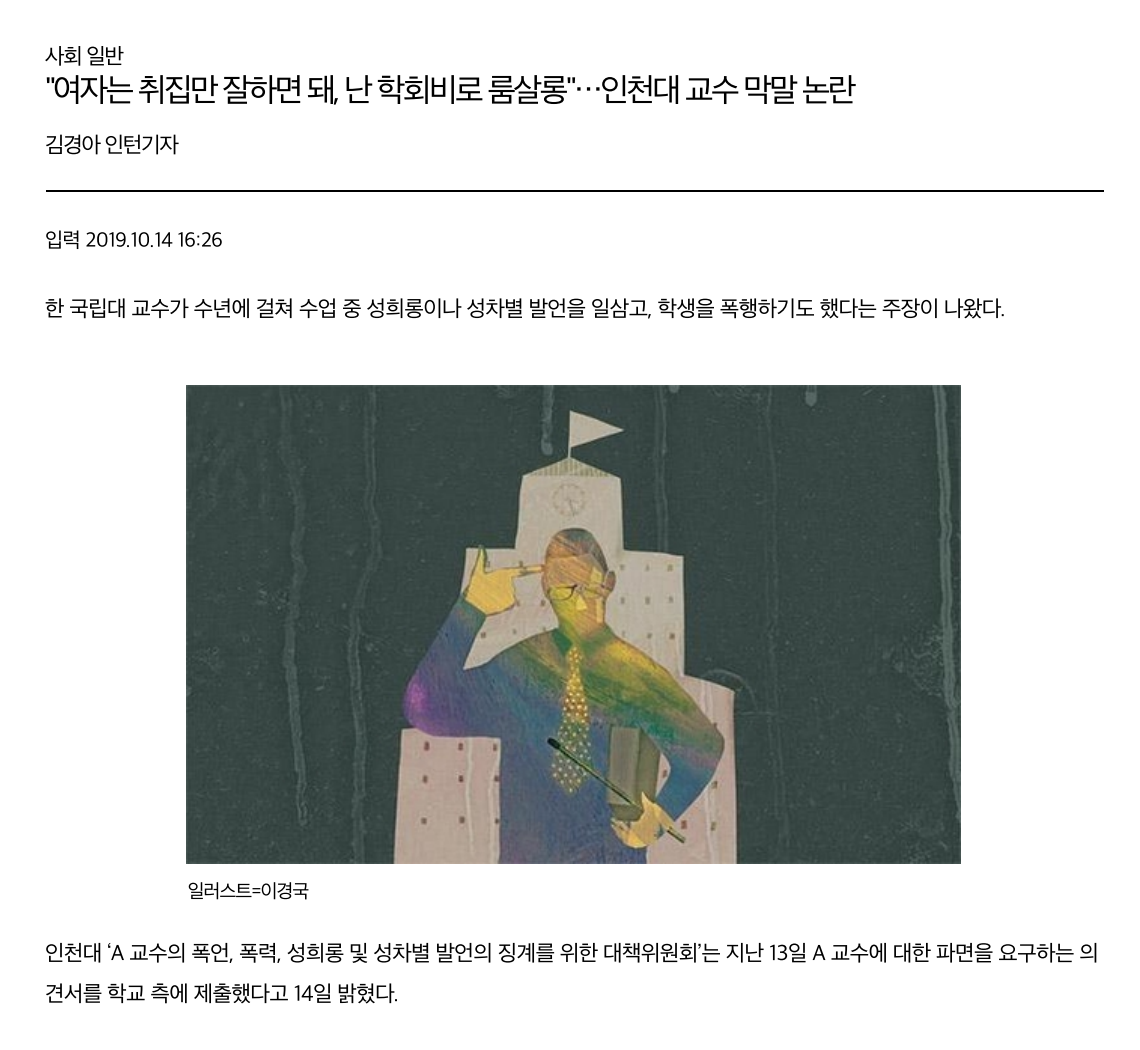 사회 일반
"여자는 취집만 잘하면 돼, 난 학회비로 룸살롱"…인천대 교수 막말 논란
김경아 인턴기자
입력 2019.10.14 16:26
한 국립대 교수가 수년에 걸쳐 수업 중 성희롱이나 성차별 발언을 일삼고, 학생을 폭행하기도 했다는 주장이 나왔다.
일러스트=이경국
인천대 ‘A 교수의 폭언, 폭력, 성희롱 및 성차별 발언의 징계를 위한 대책위원회’는 지난 13일 A 교수에 대한 파면을 요구하는 의
견서를 학교 측에 제출했다고 14일 밝혔다.